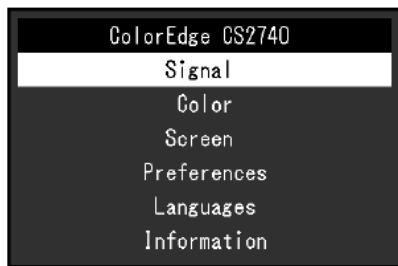 ColorEdge CS2740
Signal
Color
Screen
Preferences
Languages
Information